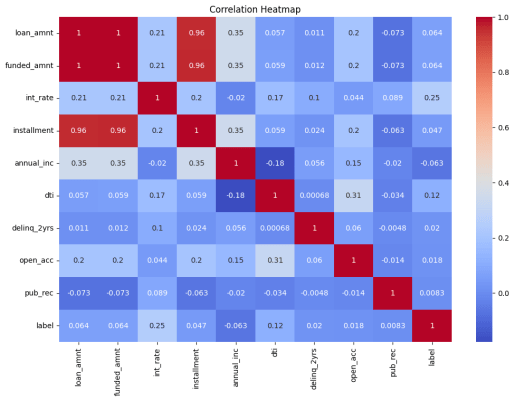 Correlation Heatmap
loan_amnt 1 1 0.21 0.96 0.35 0.057 0.011 0.2 -0.073 0.064
funded_amnt 1 1 0.21 0.96 0.35 0.059 0.012 0.2 -0.073 0.064
int_rate 0.21 0.21 1 0.2 -0.02 0.17 0.1 0.044 0.089 0.25
installment 0.96 0.96 0.2 1 0.35 0.059 0.024 0.2 -0.063 0.047
annual_inc 0.35 0.35 -0.02 0.35 1 -0.18 0.056 0.15 -0.02 -0.063
dti 0.057 0.059 0.17 0.059 -0.18 1 0.00068 0.31 -0.034 0.12
delinq_2yrs 0.011 0.012 0.1 0.024 0.056 0.00068 1 0.06 -0.0048 0.02
open_acc 0.2 0.2 0.044 0.2 0.15 0.31 0.06 1 -0.014 0.018
pub_rec -0.073 -0.073 0.089 -0.063 -0.02 -0.034 -0.0048 -0.014 1 0.0083
label 0.064 0.064 0.25 0.047 -0.063 0.12 0.02 0.018 0.0083 1
loan_amnt funded_amnt int_rate installment annual_inc dti delinq_2yrs open_acc pub_rec label
1.0
0.8
0.6
0.4
0.2
0.0